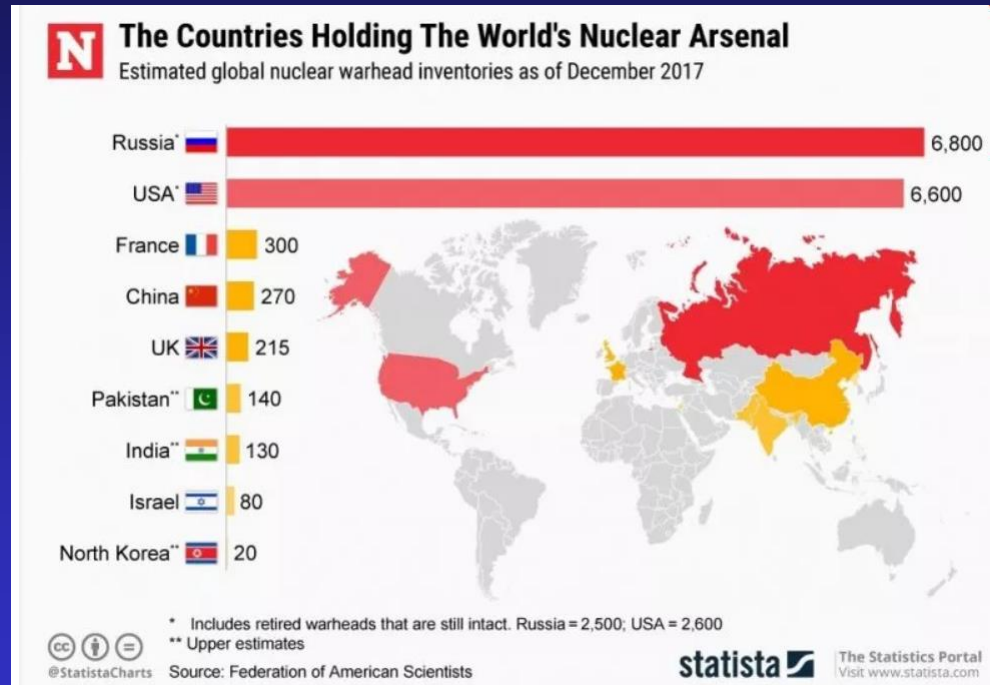 N
The Countries Holding The World's Nuclear Arsenal
Estimated global nuclear warhead inventories as of December 2017
Russia* 6,800
USA* 6,600
France 300
China 270
UK 215
Pakistan** 140
India** 130
Israel 80
North Korea** 20
* Includes retired warheads that are still intact. Russia = 2,500; USA = 2,600
** Upper estimates
cc
@StatistaCharts Source: Federation of American Scientists
statista
The Statistics Portal
Visit www.statista.com